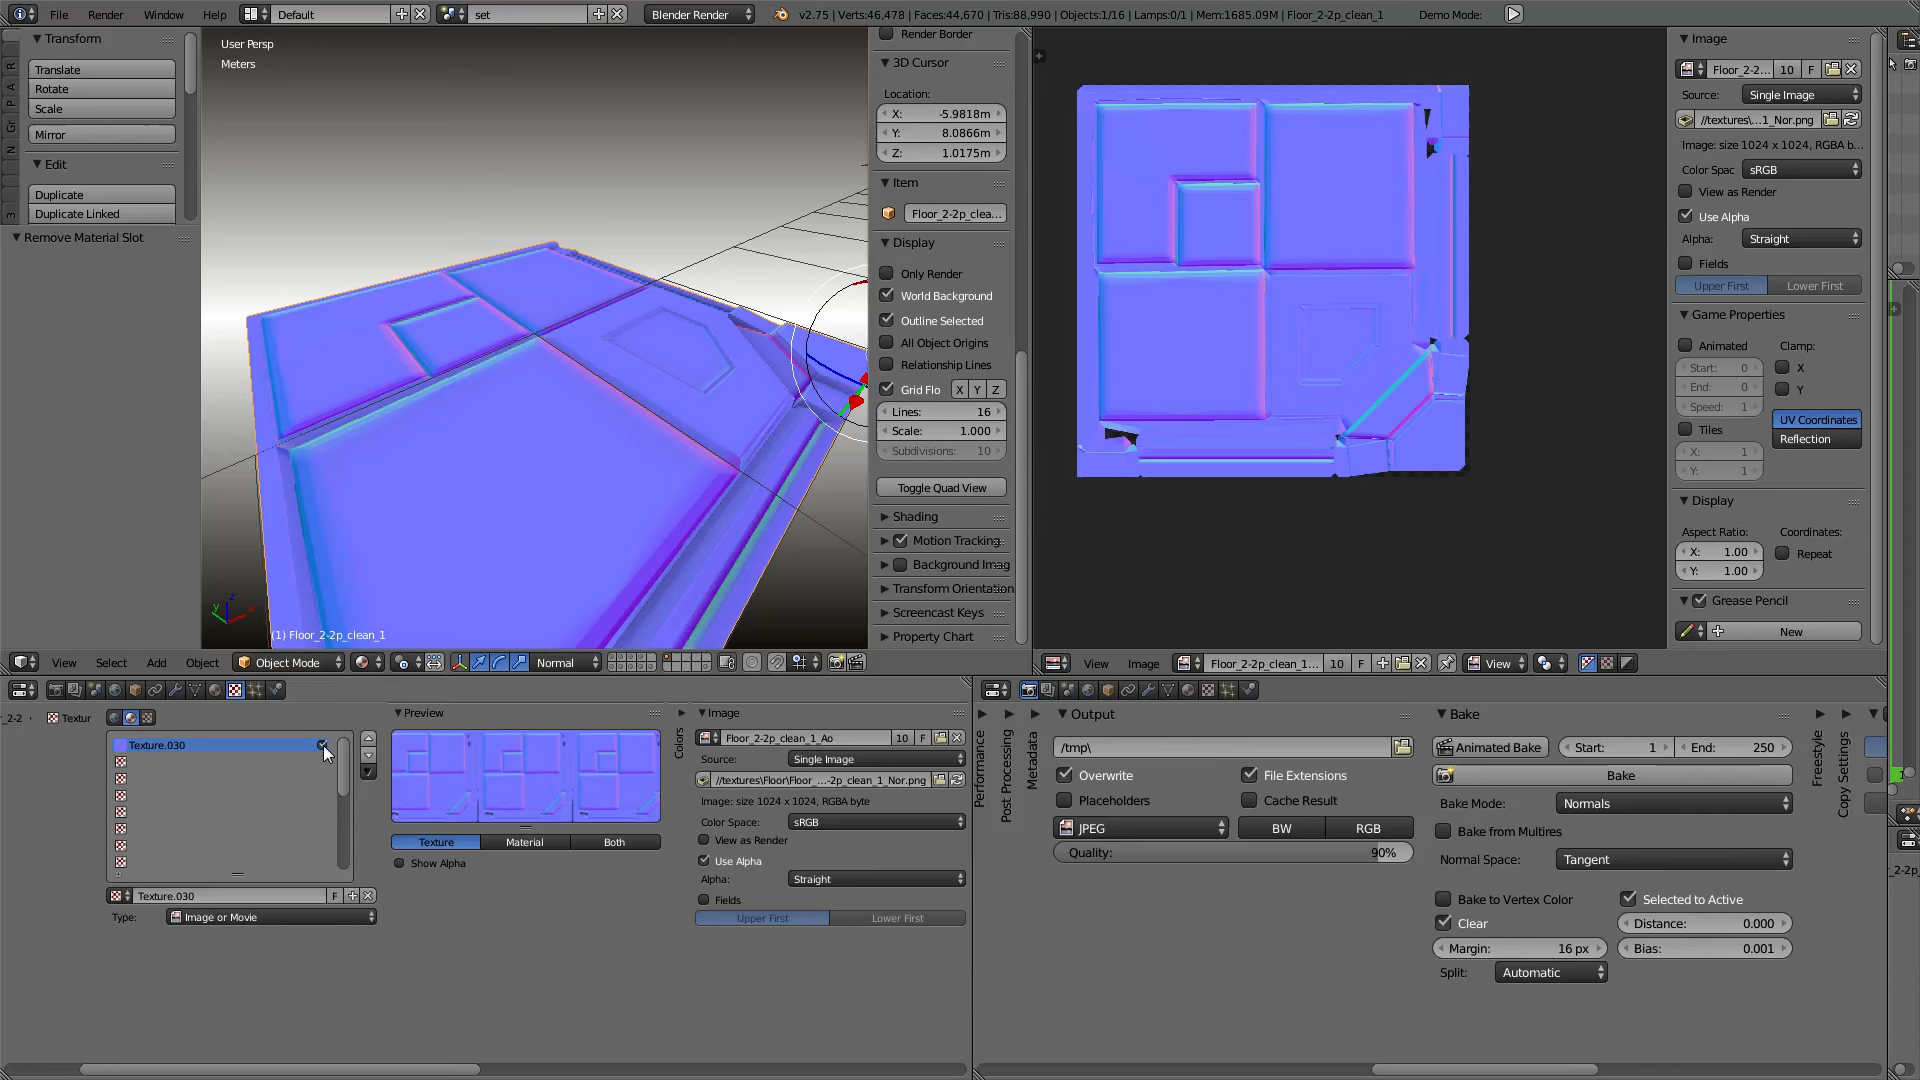 File Render Window Help Default set Blender Render v2.75 | Verts:46,478 | Faces:44,670 | Tris:88,990 | Objects:1/16 | Lamps:0/1 | Mem:1685.09M | Floor_2-2p_clean_1 Demo Mode:
Transform
Translate
Rotate
Scale
Mirror
Edit
Duplicate
Duplicate Linked
Remove Material Slot
R
A
P
Gr
N
3
User Persp
Meters
(1) Floor_2-2p_clean_1
Render Border
3D Cursor
Location:
X: -5.9818m
Y: 8.0866m
Z: 1.0175m
Item
Floor_2-2p_clea...
Display
Only Render
World Background
Outline Selected
All Object Origins
Relationship Lines
Grid Flo X Y Z
Lines: 16
Scale: 1.000
Subdivisions: 10
Toggle Quad View
Shading
Motion Tracking
Background Imag
Transform Orientation
Screencast Keys
Property Chart
Image
Floor_2-2... 10 F
Source: Single Image
//textures\...1_Nor.png
Image: size 1024 x 1024, RGBA b...
Color Spac sRGB
View as Render
Use Alpha
Alpha: Straight
Fields
Upper First Lower First
Game Properties
Animated Clamp:
Start: 0 X
End: 0 Y
Speed: 1 UV Coordinates
Tiles Reflection
X: 1
Y: 1
Display
Aspect Ratio: Coordinates:
X: 1.00 Repeat
Y: 1.00
Grease Pencil
New
View Select Add Object Object Mode Normal
View Image Floor_2-2p_clean_1... 10 F View
_2-2 Textur
Texture.030
Texture.030 F
Type: Image or Movie
Preview
Texture Material Both
Show Alpha
Colors
Image
Floor_2-2p_clean_1_Ao 10 F
Source: Single Image
//textures\Floor\Floor_...-2p_clean_1_Nor.png
Image: size 1024 x 1024, RGBA byte
Color Space: sRGB
View as Render
Use Alpha
Alpha: Straight
Fields
Upper First Lower First
Performance
Post Processing
Metadata
Output
/tmp\
Overwrite File Extensions
Placeholders Cache Result
JPEG BW RGB
Quality: 90%
Bake
Animated Bake Start: 1 End: 250
Bake
Bake Mode: Normals
Bake from Multires
Normal Space: Tangent
Bake to Vertex Color Selected to Active
Clear Distance: 0.000
Margin: 16 px Bias: 0.001
Split: Automatic
Freestyle
Copy Settings
_2-2p_